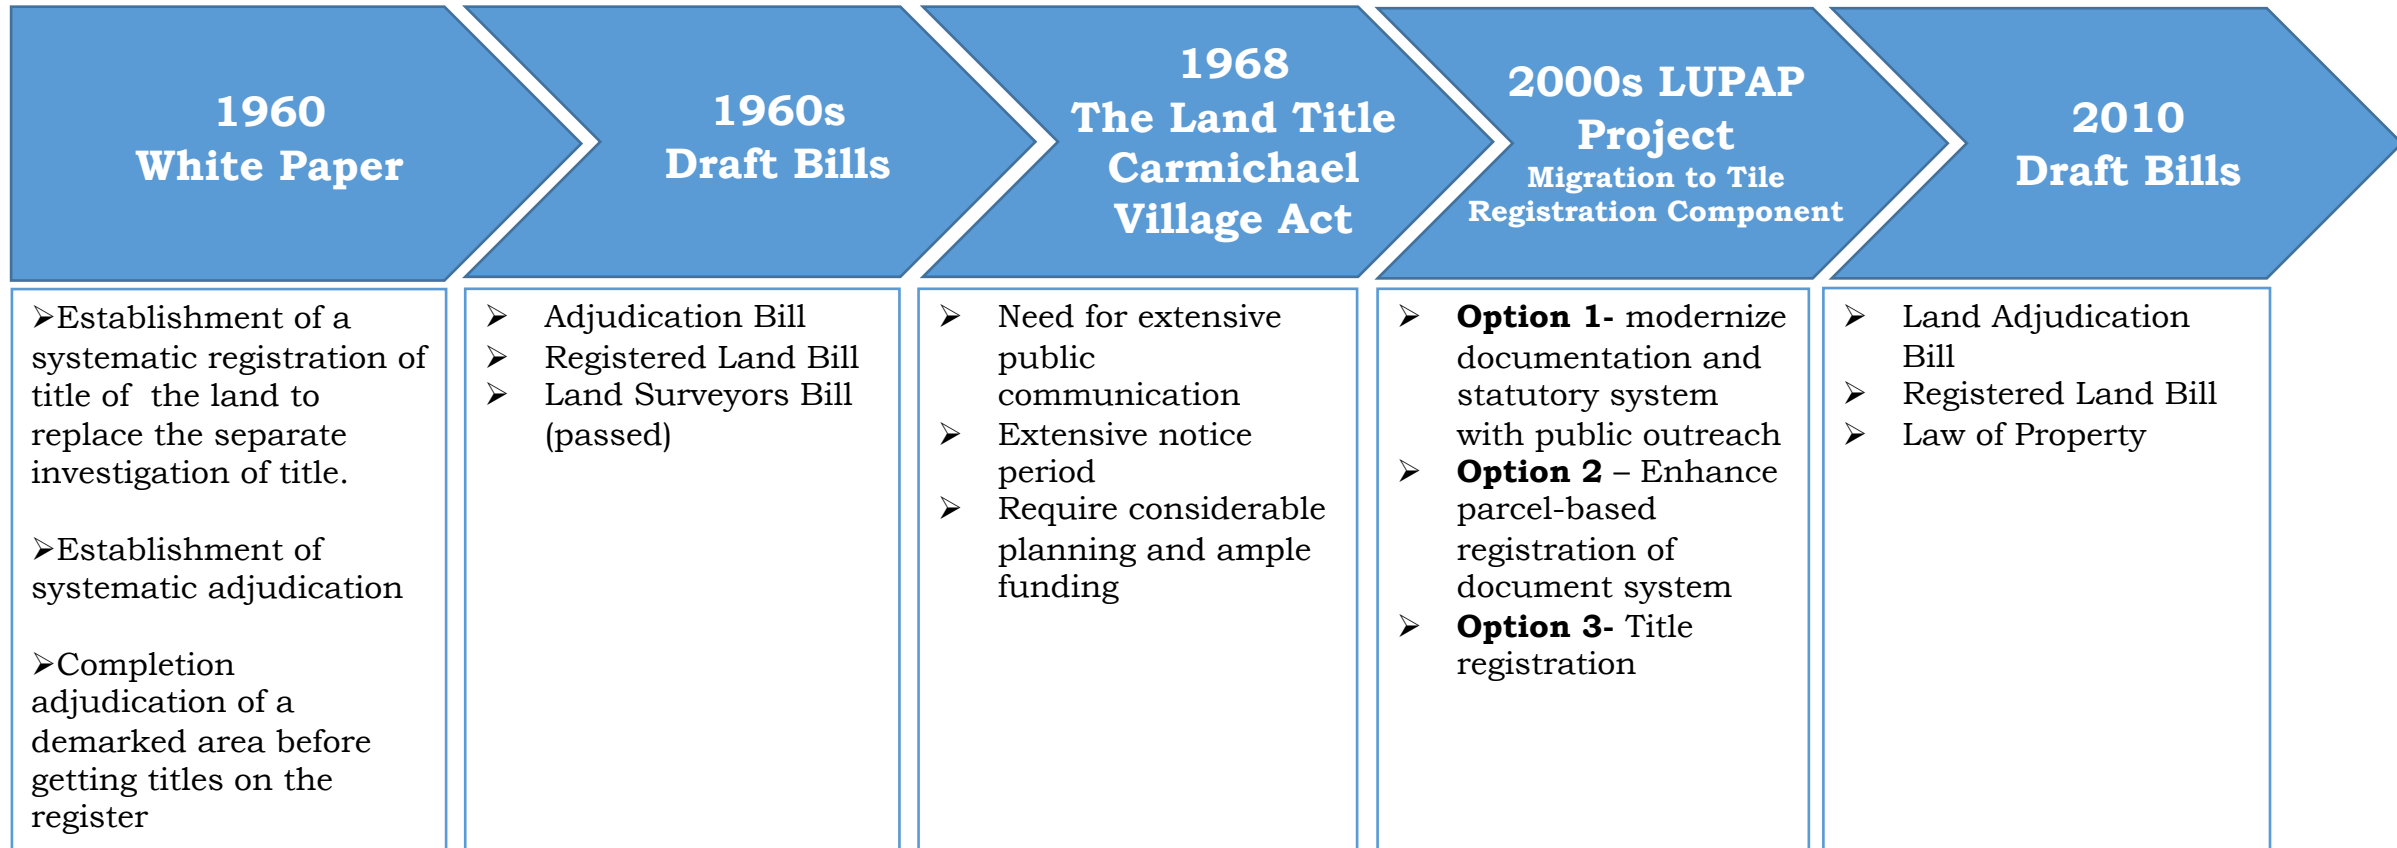 1960
White Paper
➢Establishment of a
systematic registration of
title of the land to
replace the separate
investigation of title.
➢Establishment of
systematic adjudication
➢Completion
adjudication of a
demarked area before
getting titles on the
register
1960s
Draft Bills
➢ Adjudication Bill
➢ Registered Land Bill
➢ Land Surveyors Bill
(passed)
1968
The Land Title
Carmichael
Village Act
➢ Need for extensive
public
communication
➢ Extensive notice
period
➢ Require considerable
planning and ample
funding
2000s LUPAP
Project
Migration to Tile
Registration Component
➢ Option 1- modernize
documentation and
statutory system
with public outreach
➢ Option 2 – Enhance
parcel-based
registration of
document system
➢ Option 3- Title
registration
2010
Draft Bills
➢ Land Adjudication
Bill
➢ Registered Land Bill
➢ Law of Property